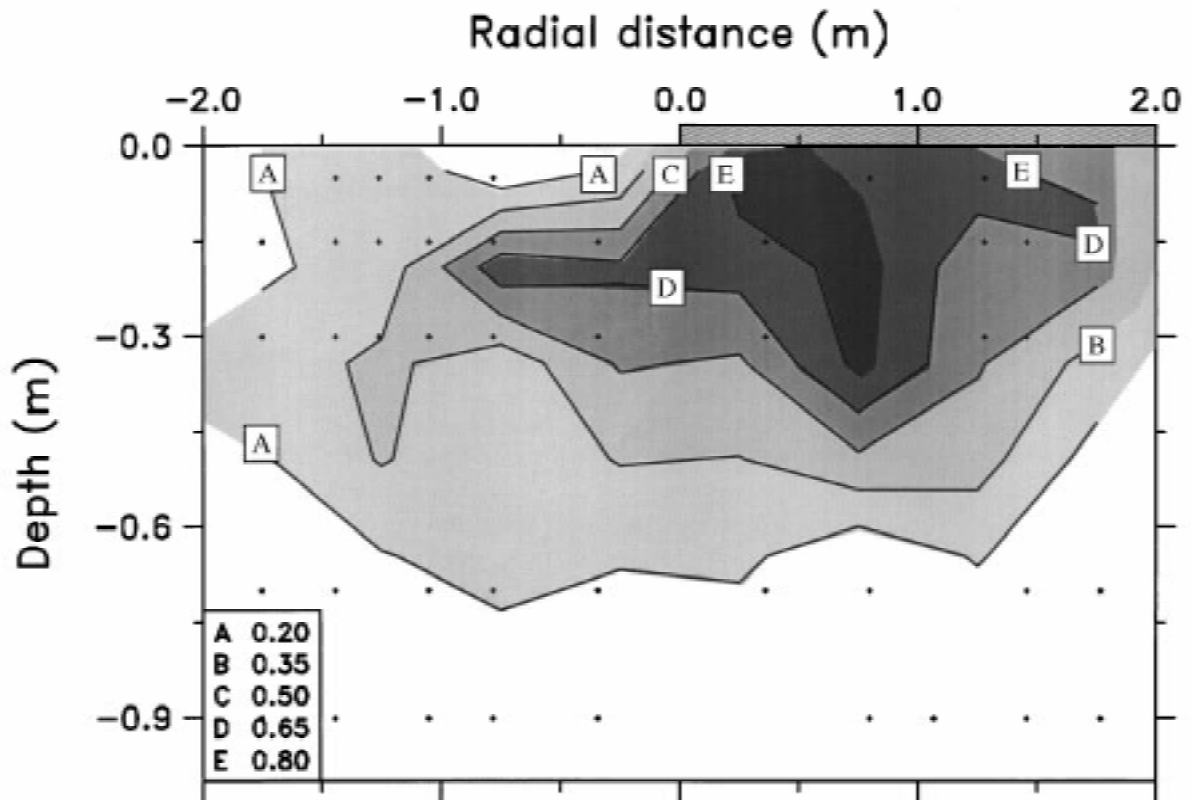 Radial distance (m)
−2.0 −1.0 0.0 1.0 2.0
0.0
A A C E E
D
D
−0.3
B
A
Depth (m)
−0.6
A 0.20
B 0.35
C 0.50
D 0.65
E 0.80
−0.9